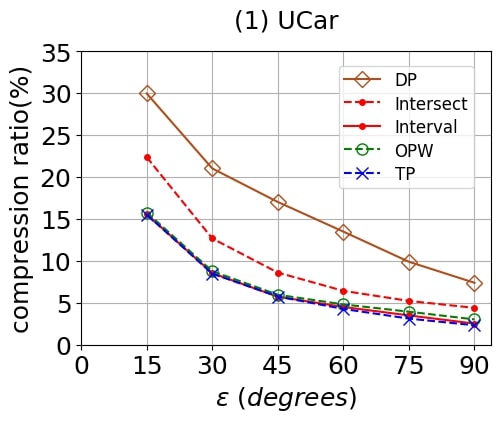 (1) UCar
compression ratio(%)
35
30
25
20
15
10
5
0
DP
Intersect
Interval
OPW
TP
0 15 30 45 60 75 90
ε (degrees)